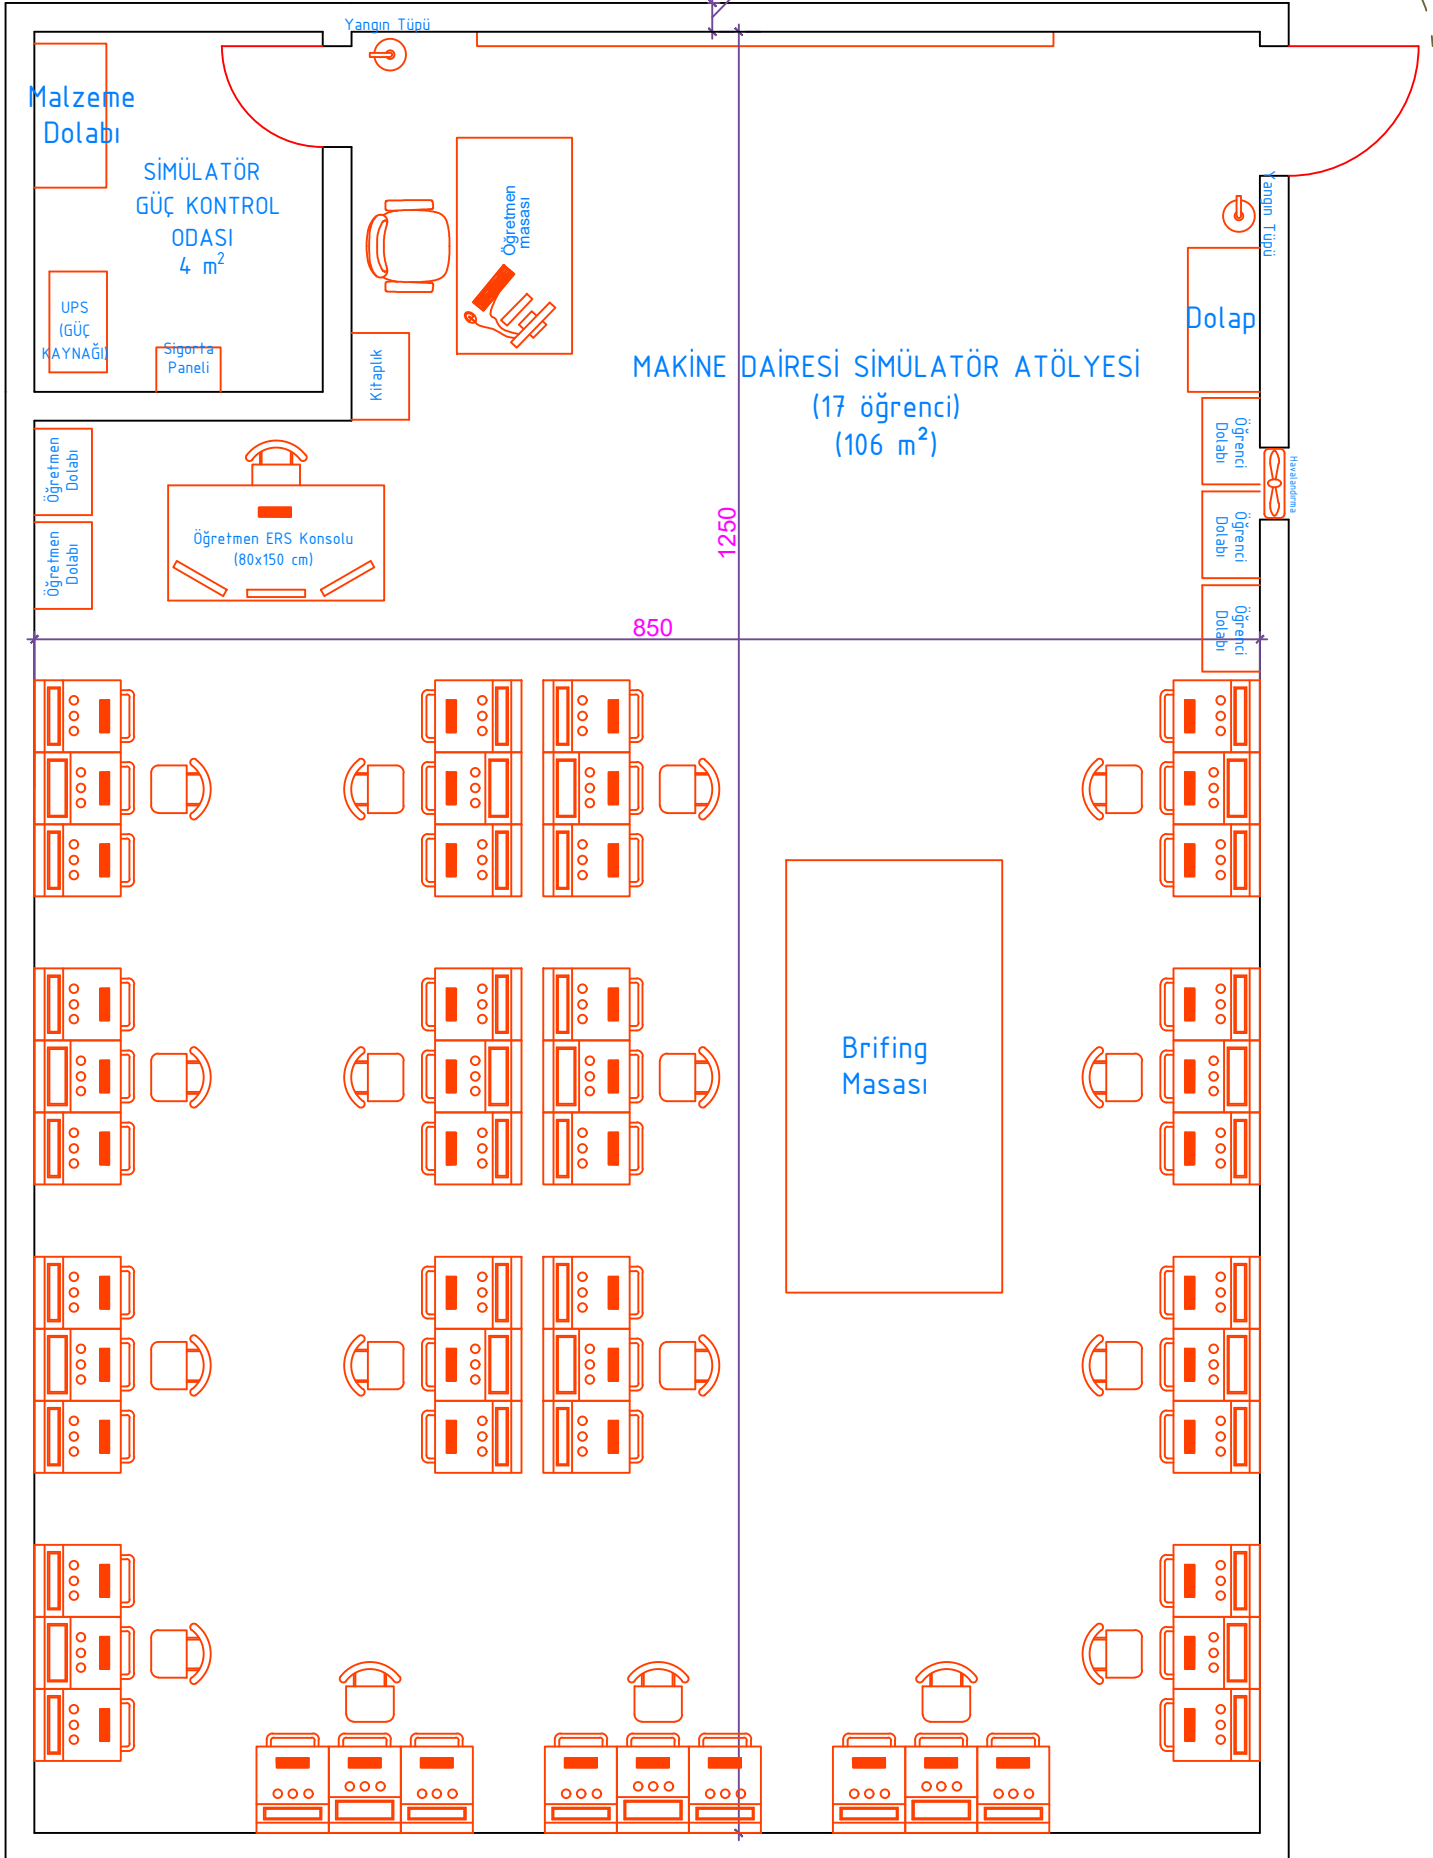 Yangın Tüpü
Malzeme
Dolabı
SİMÜLATÖR
GÜÇ KONTROL
ODASI
4 m²
UPS
(GÜÇ
KAYNAĞI)
Sigorta
Paneli
Öğretmen
masası
Kitaplık
Yangın Tüpü
Dolap
MAKİNE DAİRESİ SİMÜLATÖR ATÖLYESİ
(17 öğrenci)
(106 m²)
Öğretmen
Dolabı
Öğretmen
Dolabı
Öğretmen ERS Konsolu
(80x150 cm)
Öğrenci
Dolabı
Havalandırma
Öğrenci
Dolabı
Öğrenci
Dolabı
1250
850
Brifing
Masası